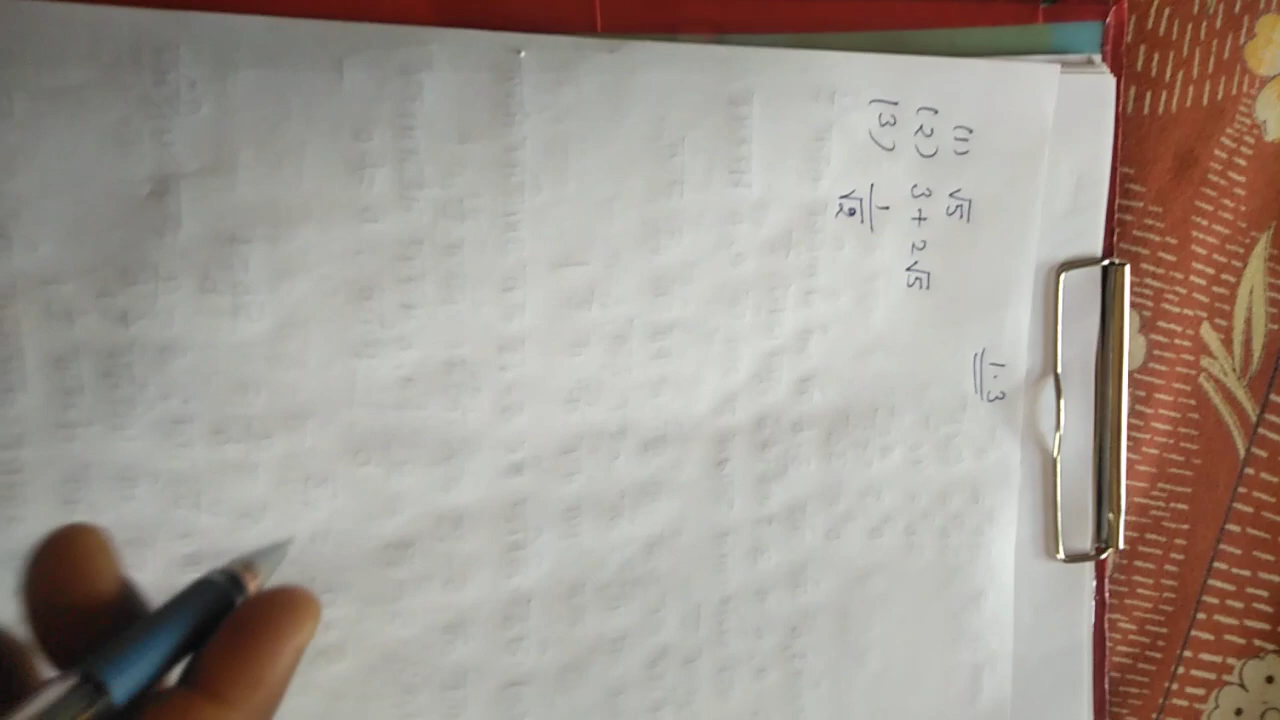 1.3
(1) √5
(2) 3 + 2√5
(3) 1/√2